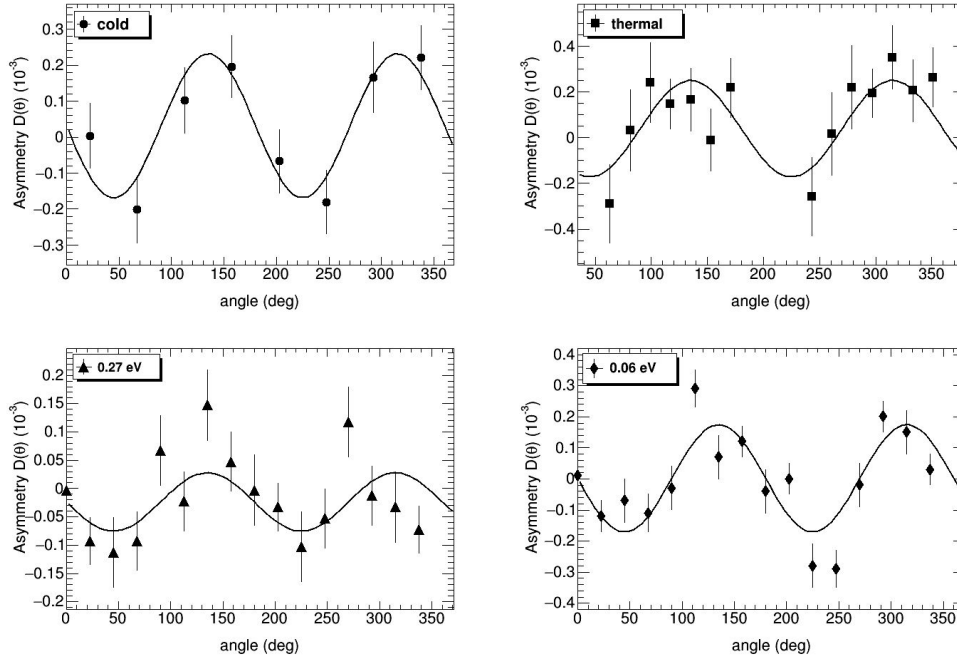 cold
Asymmetry D(θ) (10⁻³)
0.3
0.2
0.1
0
−0.1
−0.2
−0.3
0 50 100 150 200 250 300 350
angle (deg)
thermal
Asymmetry D(θ) (10⁻³)
0.4
0.2
0
−0.2
−0.4
50 100 150 200 250 300 350
angle (deg)
0.27 eV
Asymmetry D(θ) (10⁻³)
0.2
0.15
0.1
0.05
0
−0.05
−0.1
−0.15
−0.2
0 50 100 150 200 250 300 350
angle (deg)
0.06 eV
Asymmetry D(θ) (10⁻³)
0.4
0.3
0.2
0.1
0
−0.1
−0.2
−0.3
−0.4
0 50 100 150 200 250 300 350
angle (deg)